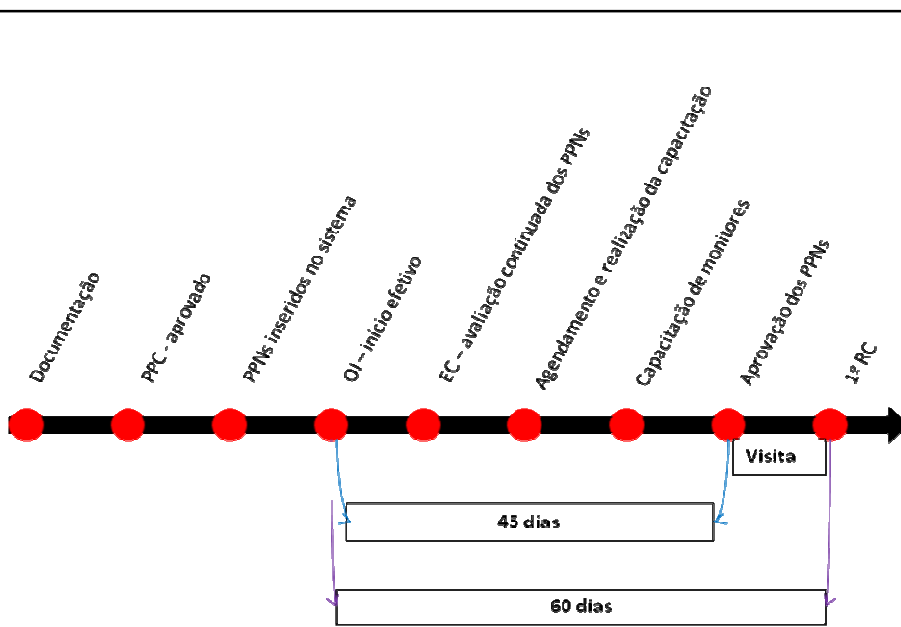 Documentação
PPC - aprovado
PPNs inseridos no sistema
OI – inicio efetivo
EC – avaliação continuada dos PPNs
Agendamento e realização da capacitação
Capacitação de monitores
Aprovação dos PPNs
1º RC
Visita
45 dias
60 dias